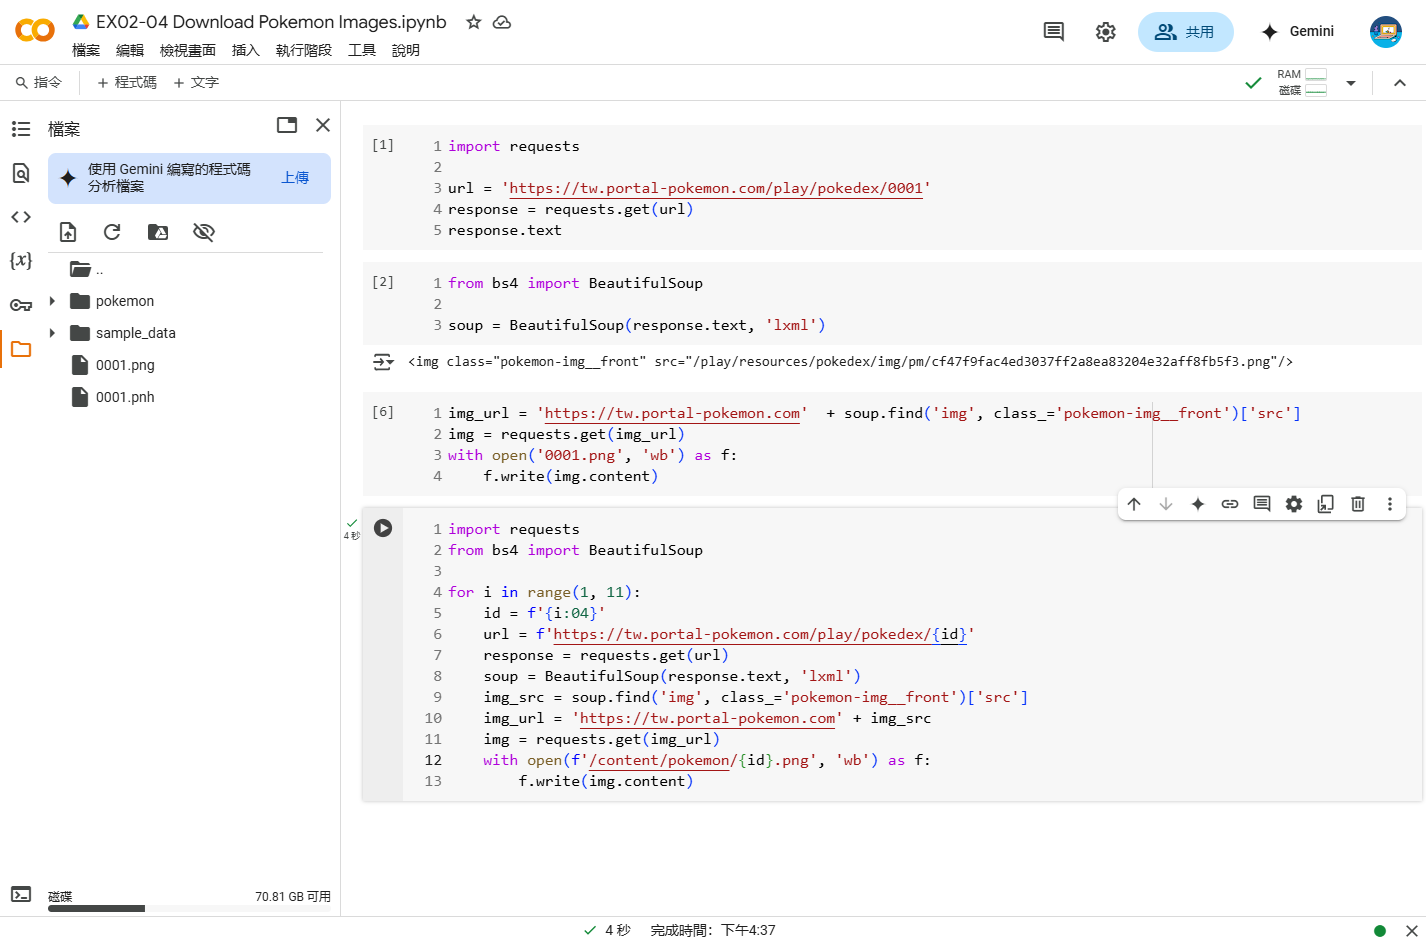 EX02-04 Download Pokemon Images.ipynb
檔案 編輯 檢視畫面 插入 執行階段 工具 說明
共用
Gemini
指令 + 程式碼 + 文字
RAM
磁碟
檔案
使用 Gemini 編寫的程式碼
分析檔案
上傳
..
pokemon
sample_data
0001.png
0001.pnh
磁碟 70.81 GB 可用
[1]
1 import requests
2
3 url = 'https://tw.portal-pokemon.com/play/pokedex/0001'
4 response = requests.get(url)
5 response.text
[2]
1 from bs4 import BeautifulSoup
2
3 soup = BeautifulSoup(response.text, 'lxml')
<img class="pokemon-img__front" src="/play/resources/pokedex/img/pm/cf47f9fac4ed3037ff2a8ea83204e32aff8fb5f3.png"/>
[6]
1 img_url = 'https://tw.portal-pokemon.com'  + soup.find('img', class_='pokemon-img__front')['src']
2 img = requests.get(img_url)
3 with open('0001.png', 'wb') as f:
4     f.write(img.content)
4 秒
1 import requests
2 from bs4 import BeautifulSoup
3
4 for i in range(1, 11):
5     id = f'{i:04}'
6     url = f'https://tw.portal-pokemon.com/play/pokedex/{id}'
7     response = requests.get(url)
8     soup = BeautifulSoup(response.text, 'lxml')
9     img_src = soup.find('img', class_='pokemon-img__front')['src']
10     img_url = 'https://tw.portal-pokemon.com' + img_src
11     img = requests.get(img_url)
12     with open(f'/content/pokemon/{id}.png', 'wb') as f:
13         f.write(img.content)
4 秒 完成時間：下午4:37